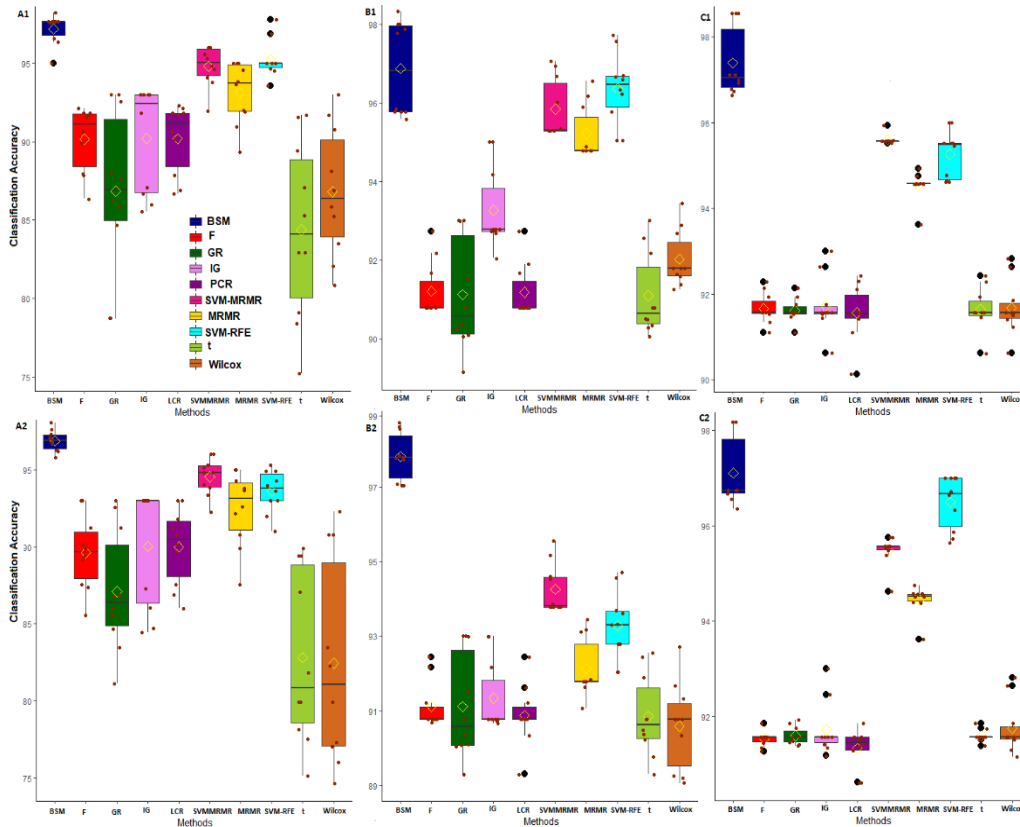 A1
Classification Accuracy
95
90
85
80
75
BSM
F
GR
IG
PCR
SVM-MRMR
MRMR
SVM-RFE
t
Wilcox
BSM F GR IG LCR SVMMRMR MRMR SVM-RFE t Wilcox
Methods
B1
98
96
94
92
90
BSM F GR IG LCR SVMMRMR MRMR SVM-RFE t Wilcox
Methods
C1
96
94
92
90
BSM F GR IG LCR SVMMRMR MRMR SVM-RFE t Wilcox
Methods
A2
Classification Accuracy
95
90
85
80
75
BSM F GR IG LCR SVMMRMR MRMR SVM-RFE t Wilcox
Methods
B2
99
97
95
93
91
89
BSM F GR IG LCR SVMMRMR MRMR SVM-RFE t Wilcox
Methods
C2
98
96
94
92
BSM F GR IG LCR SVMMRMR MRMR SVM-RFE t Wilcox
Methods